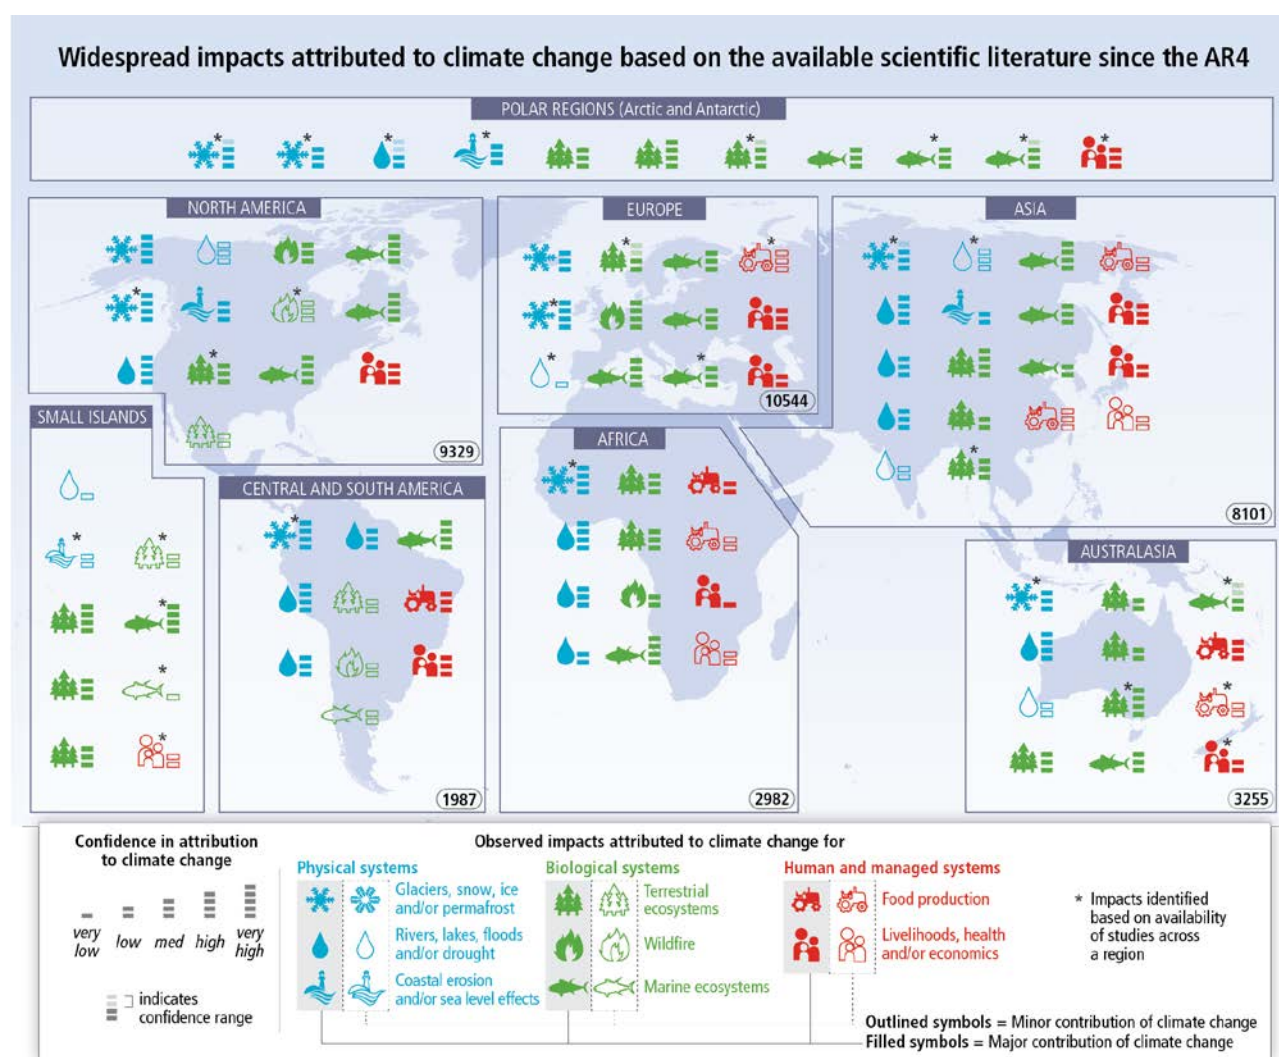 Widespread impacts attributed to climate change based on the available scientific literature since the AR4
POLAR REGIONS (Arctic and Antarctic)
NORTH AMERICA
EUROPE
ASIA
10544
SMALL ISLANDS
AFRICA
9329
CENTRAL AND SOUTH AMERICA
8101
AUSTRALASIA
1987
2982
3255
Confidence in attribution
to climate change
very
low
low
med
high
very
high
indicates
confidence range
Observed impacts attributed to climate change for
Physical systems
Glaciers, snow, ice
and/or permafrost
Rivers, lakes, floods
and/or drought
Coastal erosion
and/or sea level effects
Biological systems
Terrestrial
ecosystems
Wildfire
Marine ecosystems
Human and managed systems
Food production
Livelihoods, health
and/or economics
* Impacts identified
based on availability
of studies across
a region
Outlined symbols = Minor contribution of climate change
Filled symbols = Major contribution of climate change